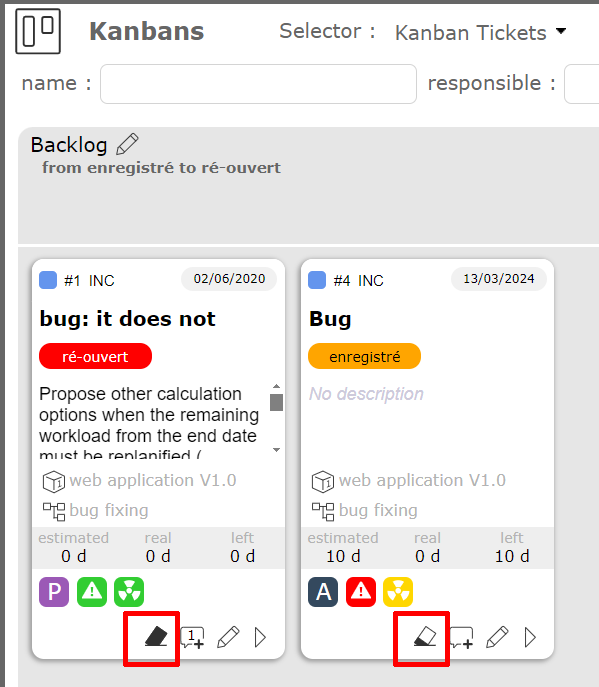 Kanbans
Selector :
Kanban Tickets
name :
responsible :
Backlog
from enregistré to ré-ouvert
#1 INC
02/06/2020
bug: it does not
ré-ouvert
Propose other calculation
options when the remaining
workload from the end date
must be replanified (
web application V1.0
bug fixing
estimated real left
0 d 0 d 0 d
P
1
#4 INC
13/03/2024
Bug
enregistré
No description
web application V1.0
bug fixing
estimated real left
10 d 0 d 10 d
A